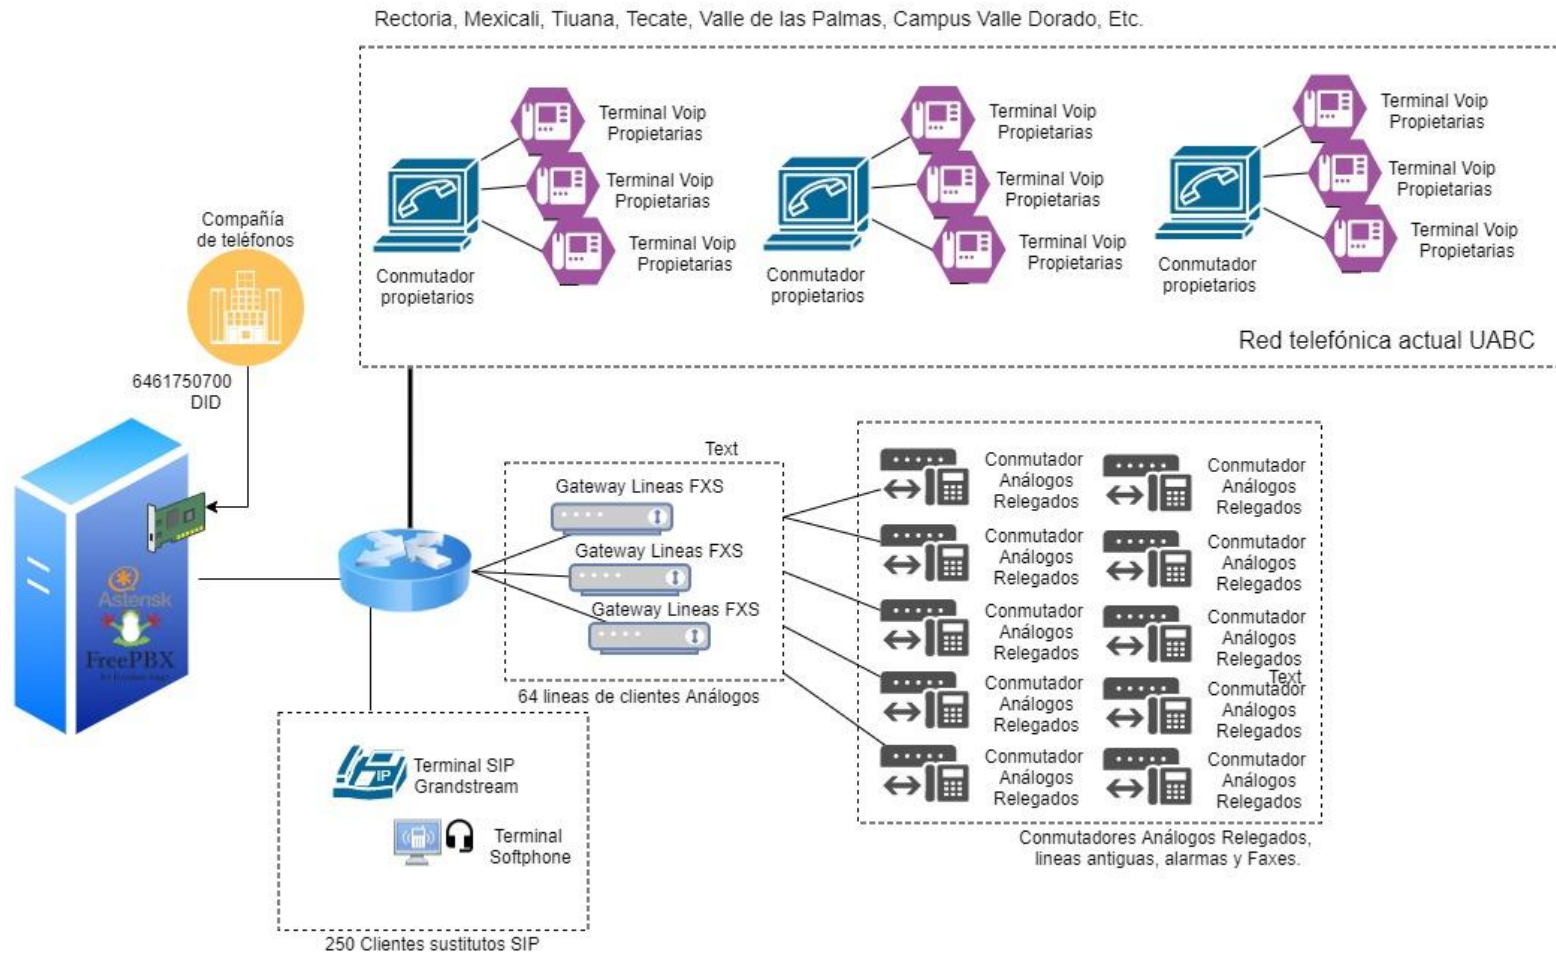 Rectoria, Mexicali, Tiuana, Tecate, Valle de las Palmas, Campus Valle Dorado, Etc.
Terminal Voip
Propietarias
Terminal Voip
Propietarias
Terminal Voip
Propietarias
Conmutador
propietarios
Terminal Voip
Propietarias
Terminal Voip
Propietarias
Terminal Voip
Propietarias
Conmutador
propietarios
Terminal Voip
Propietarias
Terminal Voip
Propietarias
Terminal Voip
Propietarias
Conmutador
propietarios
Red telefónica actual UABC
Compañía
de teléfonos
6461750700
DID
Asterisk
FreePBX
Text
Gateway Lineas FXS
Gateway Lineas FXS
Gateway Lineas FXS
64 lineas de clientes Análogos
Conmutador
Análogos
Relegados
Conmutador
Análogos
Relegados
Conmutador
Análogos
Relegados
Conmutador
Análogos
Relegados
Conmutador
Análogos
Relegados
Conmutador
Análogos
Relegados
Conmutador
Análogos
Relegados
Conmutador
Análogos
Relegados
Text
Conmutador
Análogos
Relegados
Conmutador
Análogos
Relegados
Conmutadores Análogos Relegados,
lineas antiguas, alarmas y Faxes.
IP
Terminal SIP
Grandstream
Terminal
Softphone
250 Clientes sustitutos SIP